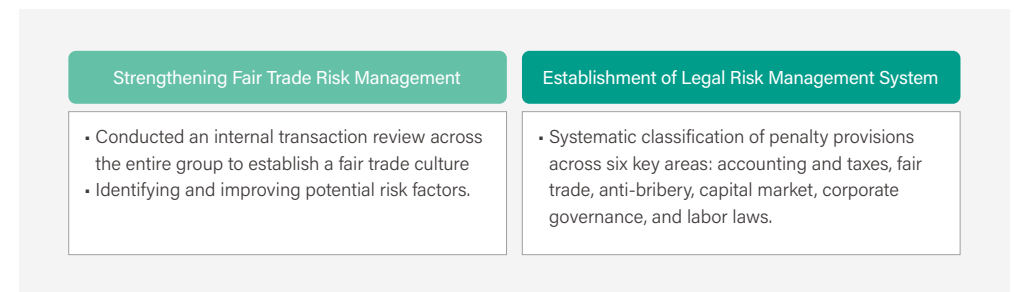 Strengthening Fair Trade Risk Management
▪ Conducted an internal transaction review across
the entire group to establish a fair trade culture
▪ Identifying and improving potential risk factors.
Establishment of Legal Risk Management System
▪ Systematic classification of penalty provisions
across six key areas: accounting and taxes, fair
trade, anti-bribery, capital market, corporate
governance, and labor laws.